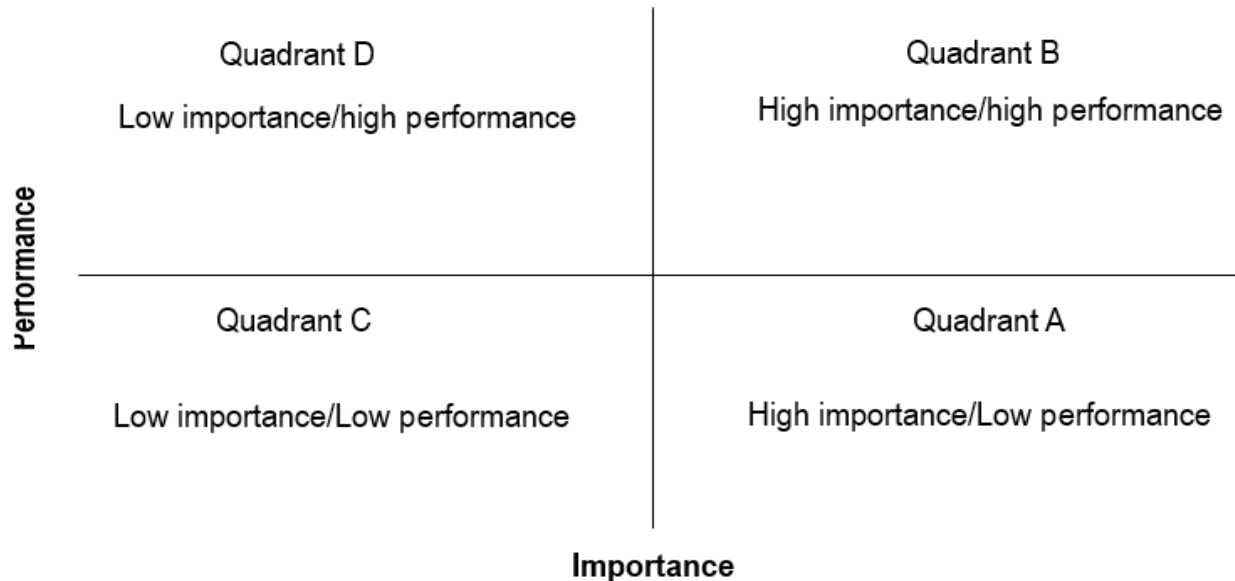 Quadrant D
Low importance/high performance
Quadrant B
High importance/high performance
Performance
Quadrant C
Low importance/Low performance
Quadrant A
High importance/Low performance
Importance